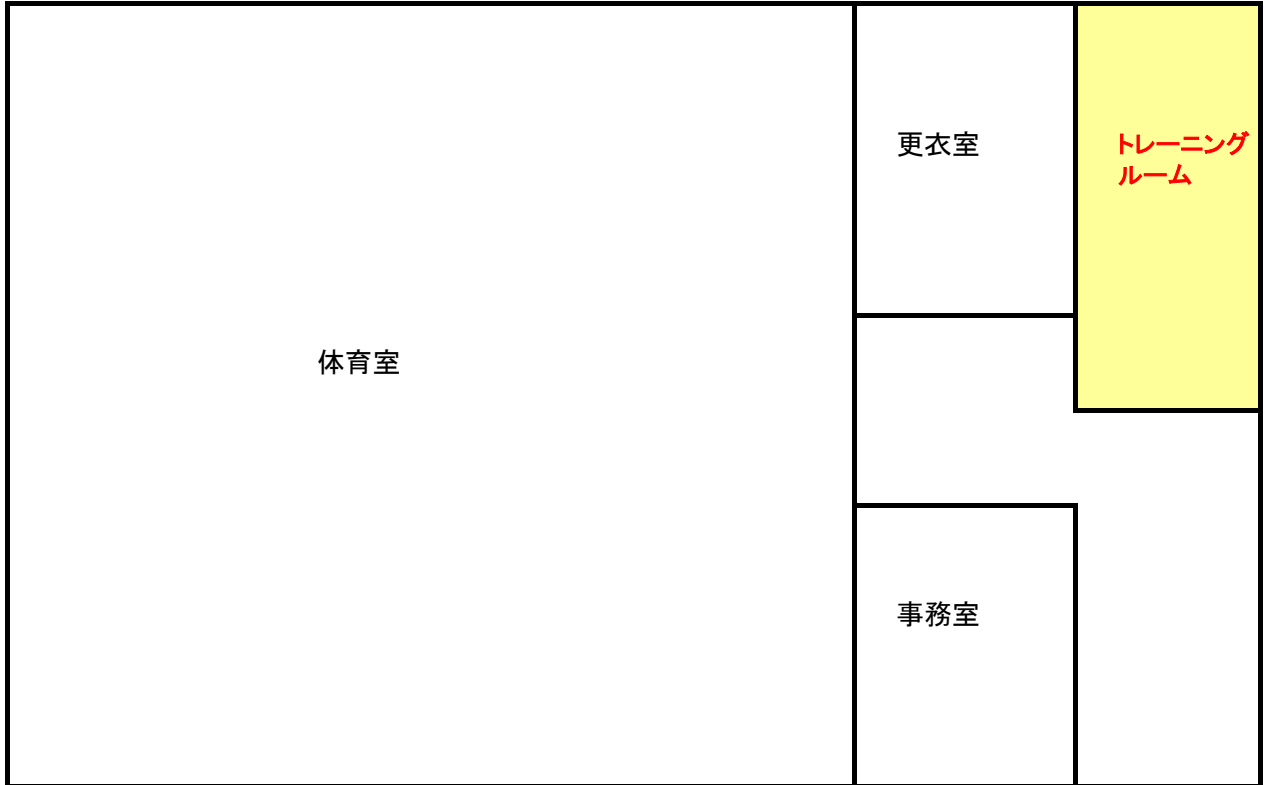 更衣室
トレーニング
ルーム
体育室
事務室